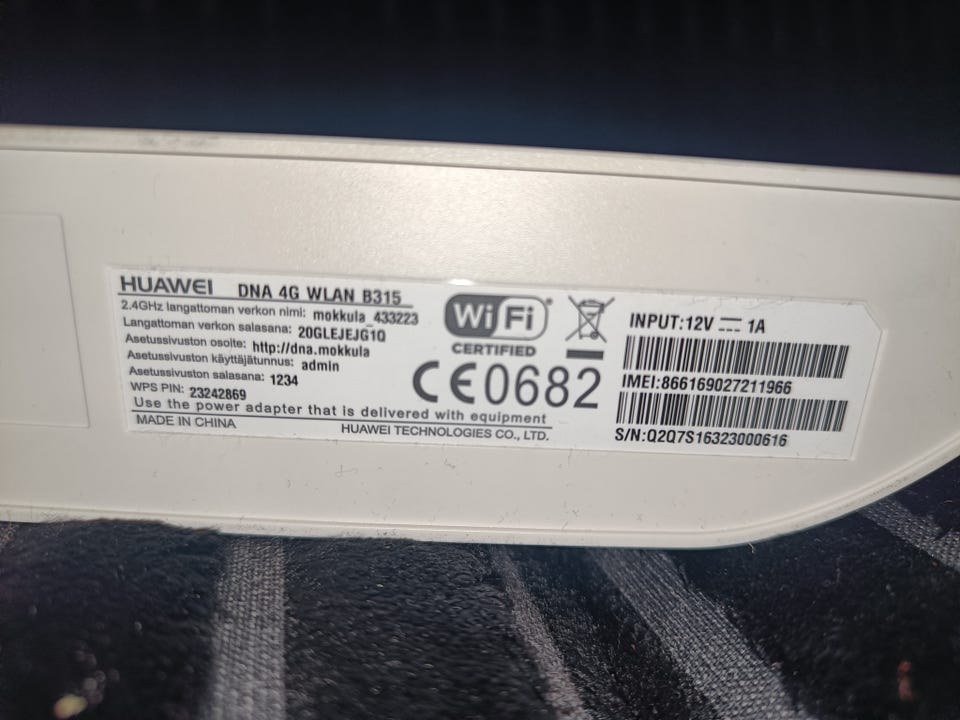 HUAWEI DNA 4G WLAN B315
2.4GHz langattoman verkon nimi: mokkula_433223
Langattoman verkon salasana: 20GLEJEJG1Q
Asetussivuston osoite: http://dna.mokkula
Asetussivuston käyttäjätunnus: admin
Asetussivuston salasana: 1234
WPS PIN: 23242869
Use the power adapter that is delivered with equipment
MADE IN CHINA HUAWEI TECHNOLOGIES CO., LTD.
Wi Fi
CERTIFIED
CE0682
INPUT:12V ⎓ 1A
IMEI:866169027211966
S/N:Q2Q7S16323000616